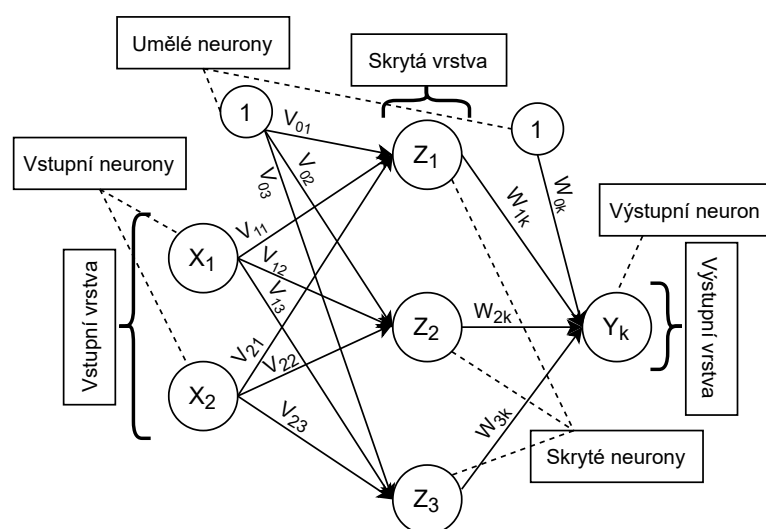 Umělé neurony
Skrytá vrstva
1
V01
1
Z1
V02
V03
Vstupní neurony
W1k
W0k
Výstupní neuron
V11
X1
V12
V13
Vstupní vrstva
W2k
Z2
Yk
Výstupní vrstva
V21
V22
X2
V23
W3k
Skryté neurony
Z3